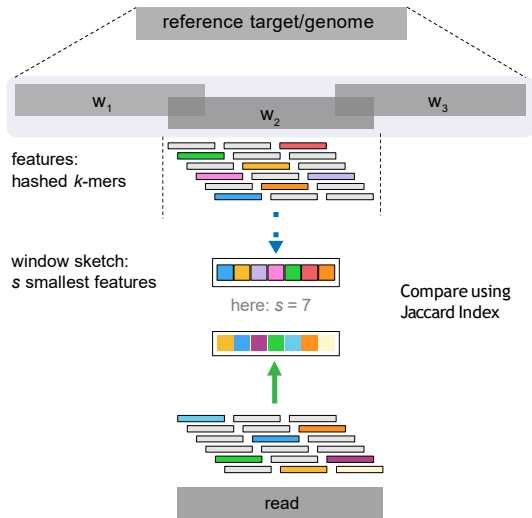 reference target/genome
w1
w2
w3
features:
hashed k-mers
window sketch:
s smallest features
here: s = 7
Compare using
Jaccard Index
read